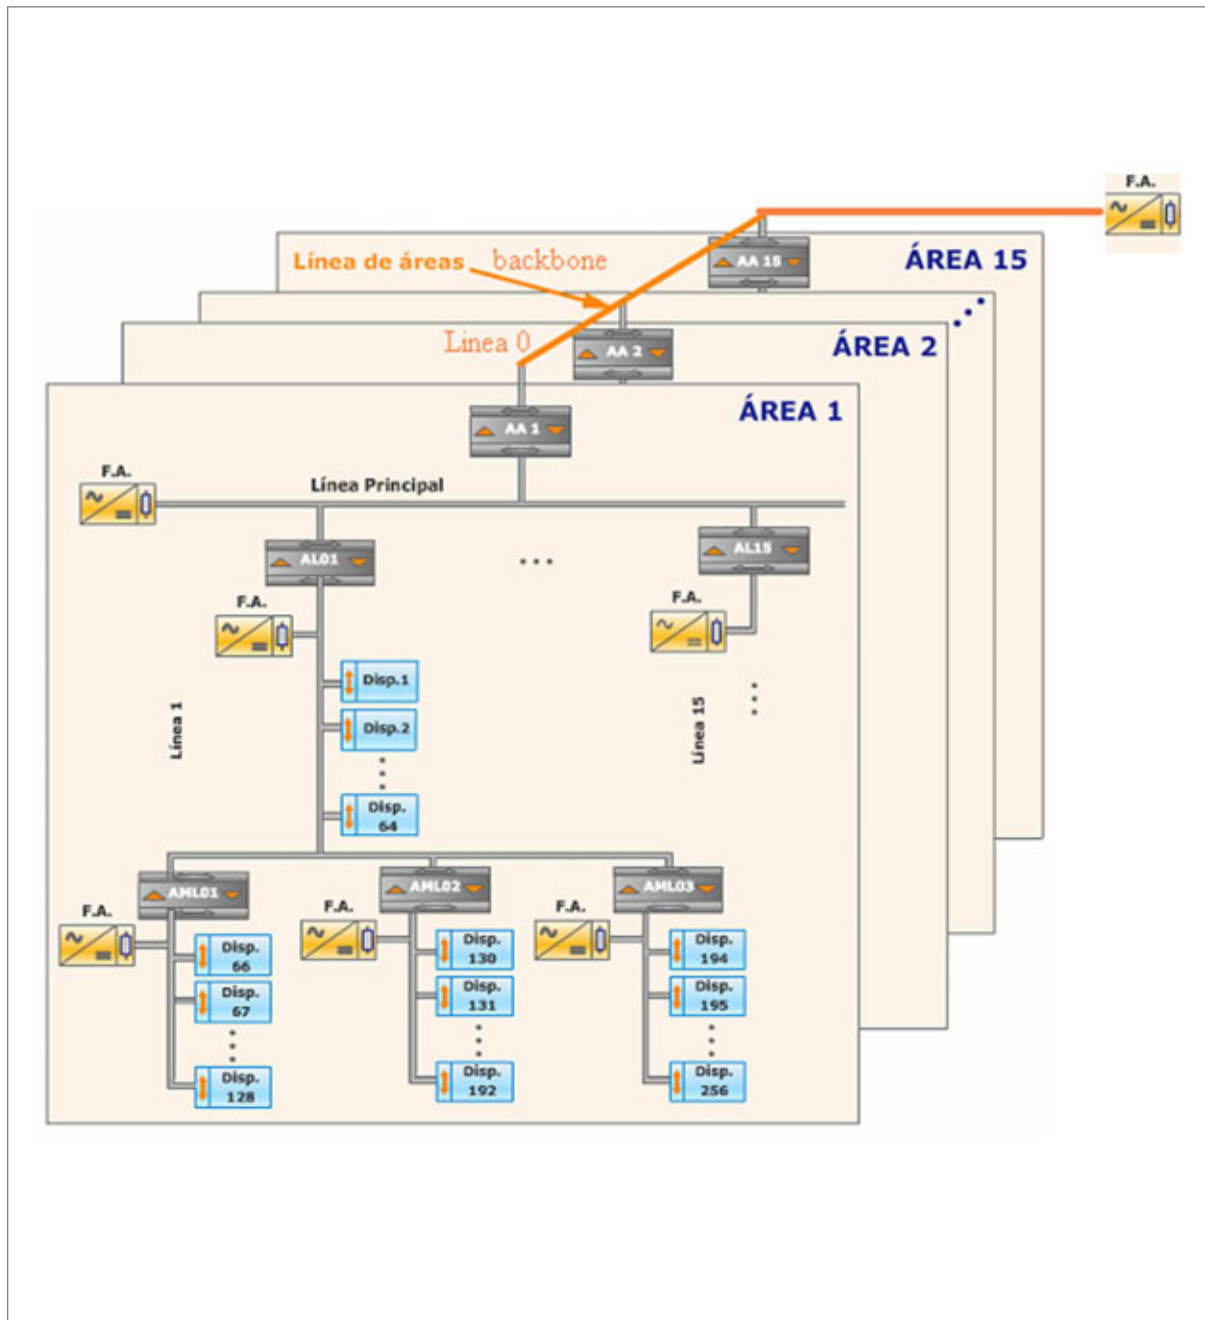 F.A.
ÁREA 15
AA 15
Línea de áreas
backbone
ÁREA 2
AA 2
Linea 0
ÁREA 1
AA 1
F.A.
Línea Principal
AL01
AL15
F.A.
F.A.
Disp.1
Disp.2
Línea 1
Línea 15
Disp.
64
AML01
AML02
AML03
F.A.
F.A.
F.A.
Disp.
66
Disp.
130
Disp.
194
Disp.
67
Disp.
131
Disp.
195
Disp.
128
Disp.
192
Disp.
256